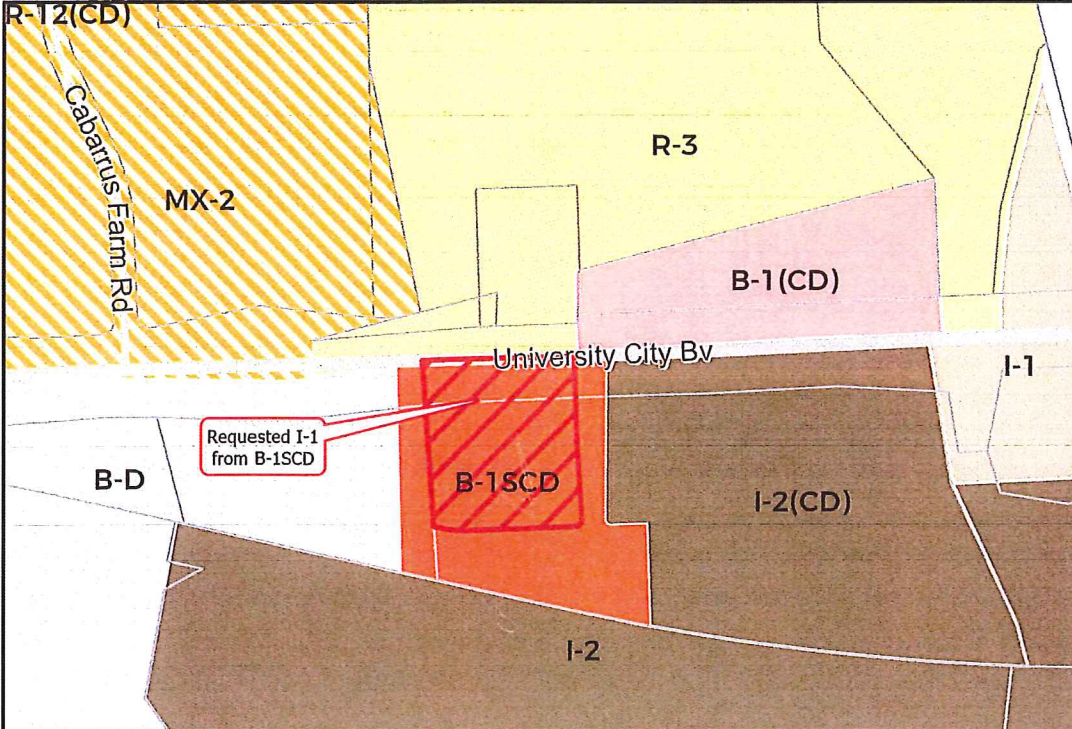 R-12(CD)
Cabarrus Farm Rd
MX-2
R-3
B-1(CD)
University City Bv
I-1
Requested I-1
from B-1SCD
B-D
B-1SCD
I-2(CD)
I-2